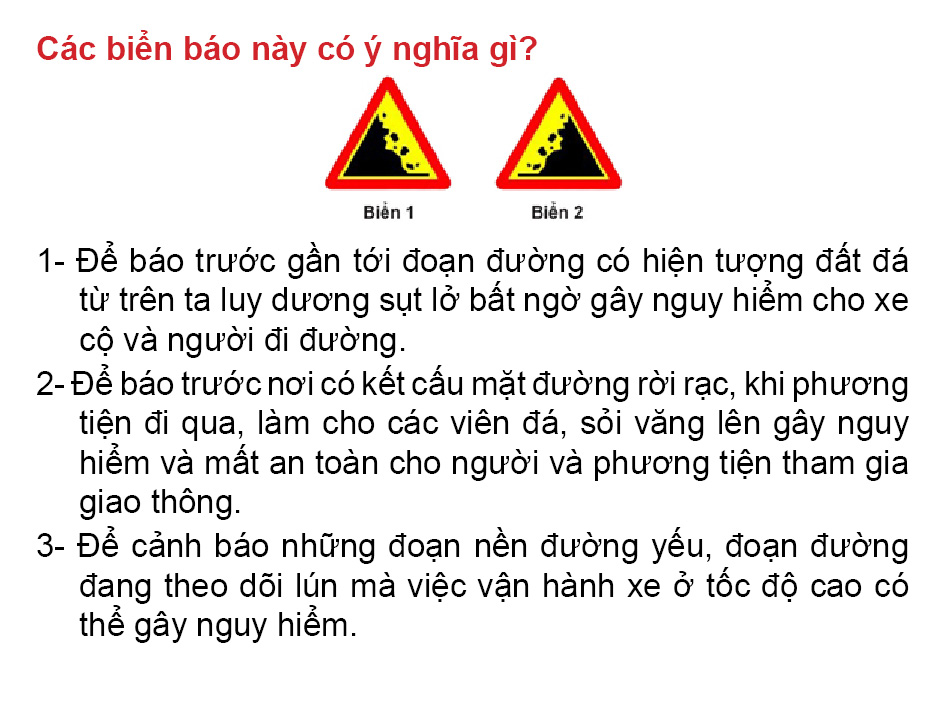 Các biển báo này có ý nghĩa gì?
Biển 1
Biển 2
1- Để báo trước gần tới đoạn đường có hiện tượng đất đá
từ trên ta luy dương sụt lở bất ngờ gây nguy hiểm cho xe
cộ và người đi đường.
2- Để báo trước nơi có kết cấu mặt đường rời rạc, khi phương
tiện đi qua, làm cho các viên đá, sỏi văng lên gây nguy
hiểm và mất an toàn cho người và phương tiện tham gia
giao thông.
3- Để cảnh báo những đoạn nền đường yếu, đoạn đường
đang theo dõi lún mà việc vận hành xe ở tốc độ cao có
thể gây nguy hiểm.